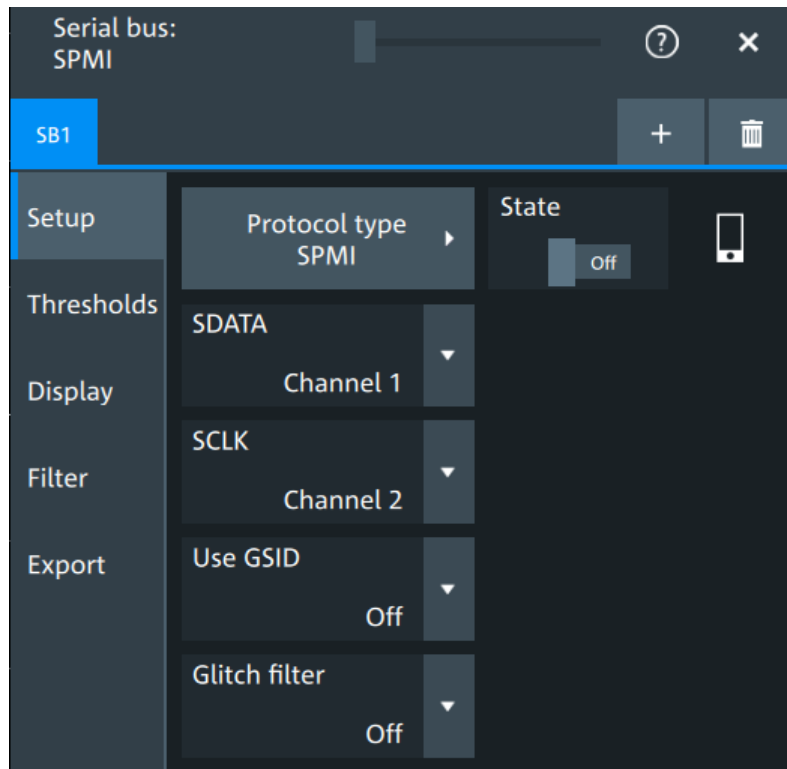 Serial bus:
SPMI
?
×
SB1
+
Setup
Thresholds
Display
Filter
Export
Protocol type
SPMI
State
Off
SDATA
Channel 1
SCLK
Channel 2
Use GSID
Off
Glitch filter
Off